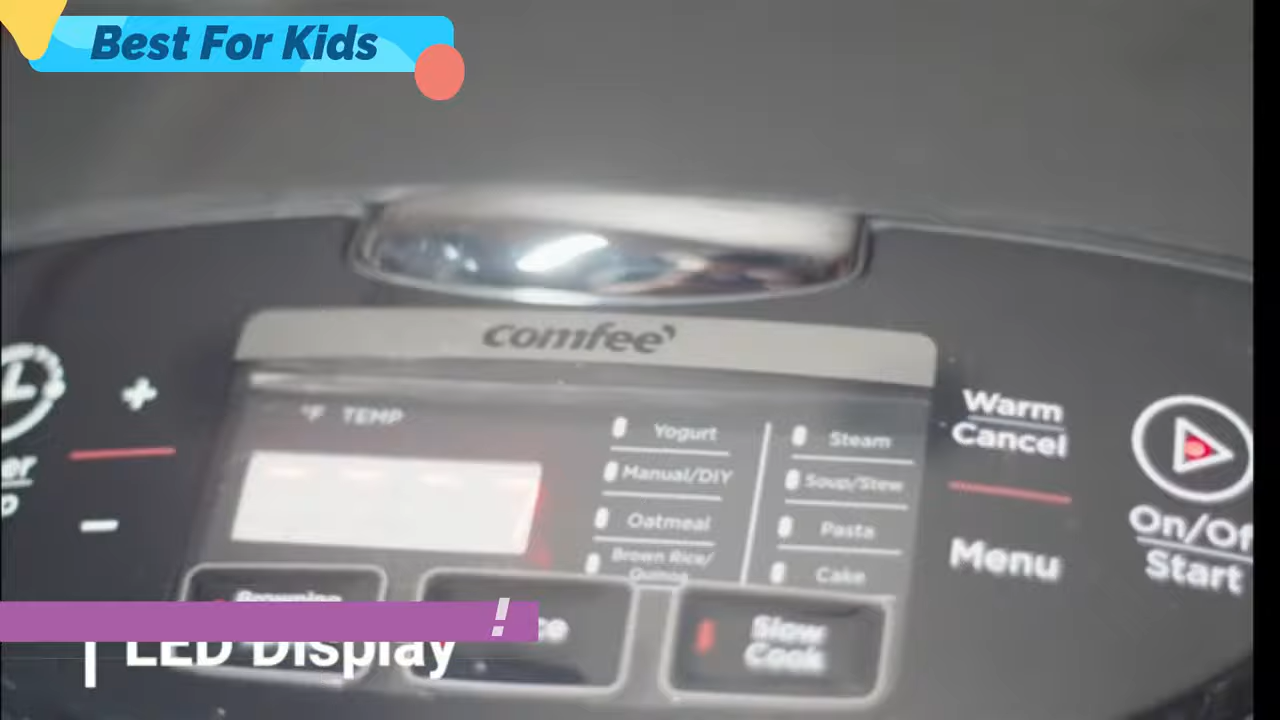 Best For Kids
comfee'
°F TEMP
+
-
Yogurt
Manual/DIY
Oatmeal
Brown Rice/
Quinoa
Steam
Soup/Stew
Pasta
Cake
Warm
Cancel
Menu
On/Of
Start
Browning
Slow
Cook
!
LED Display